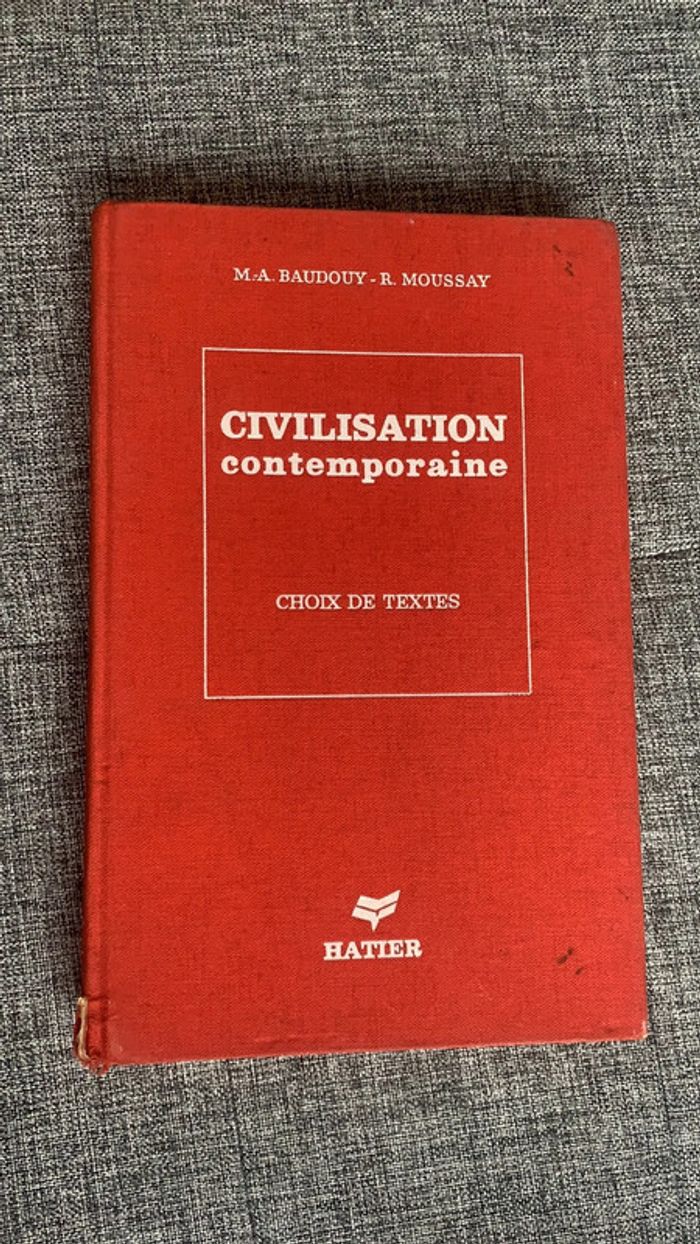 M.-A. BAUDOUY - R. MOUSSAY
CIVILISATION
contemporaine
CHOIX DE TEXTES
HATIER